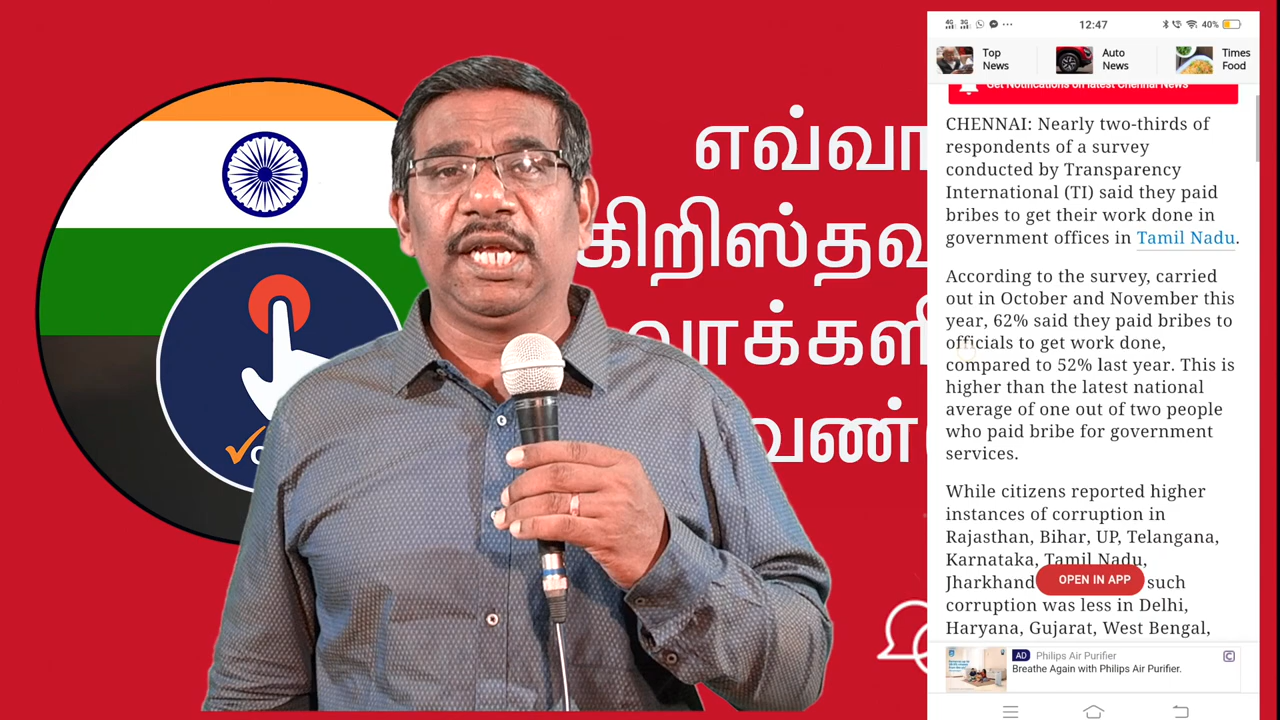 எவ்வா
கிறிஸ்தவ
வாக்களி
வண்
12:47
40%
Top
News
Auto
News
Times
Food
Get Notifications on latest Chennai News
CHENNAI: Nearly two-thirds of
respondents of a survey
conducted by Transparency
International (TI) said they paid
bribes to get their work done in
government offices in Tamil Nadu.
According to the survey, carried
out in October and November this
year, 62% said they paid bribes to
officials to get work done,
compared to 52% last year. This is
higher than the latest national
average of one out of two people
who paid bribe for government
services.
While citizens reported higher
instances of corruption in
Rajasthan, Bihar, UP, Telangana,
Karnataka, Tamil Nadu,
Jharkhand such
OPEN IN APP
corruption was less in Delhi,
Haryana, Gujarat, West Bengal,
AD Philips Air Purifier
Breathe Again with Philips Air Purifier.